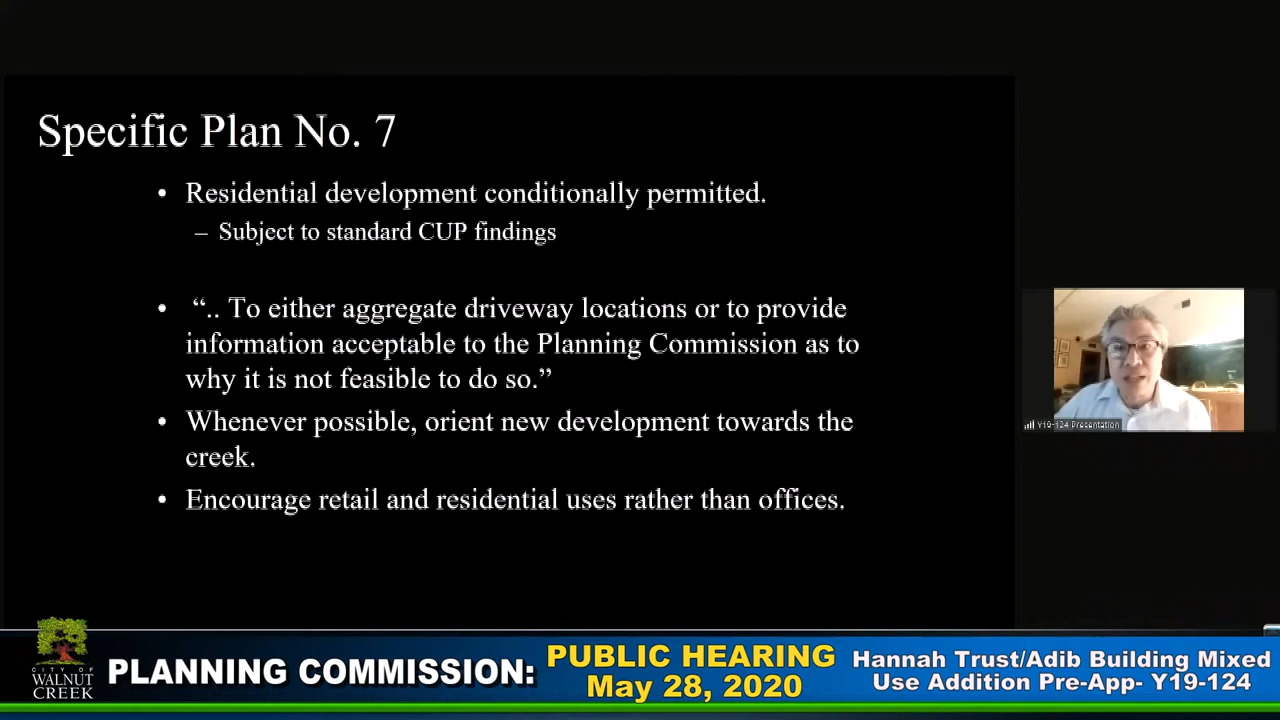 Specific Plan No. 7
• Residential development conditionally permitted.
– Subject to standard CUP findings
• “.. To either aggregate driveway locations or to provide
information acceptable to the Planning Commission as to
why it is not feasible to do so.”
• Whenever possible, orient new development towards the
creek.
• Encourage retail and residential uses rather than offices.
Y19-124 Presentation
CITY OF
WALNUT
CREEK
PLANNING COMMISSION:
PUBLIC HEARING
May 28, 2020
Hannah Trust/Adib Building Mixed
Use Addition Pre-App- Y19-124